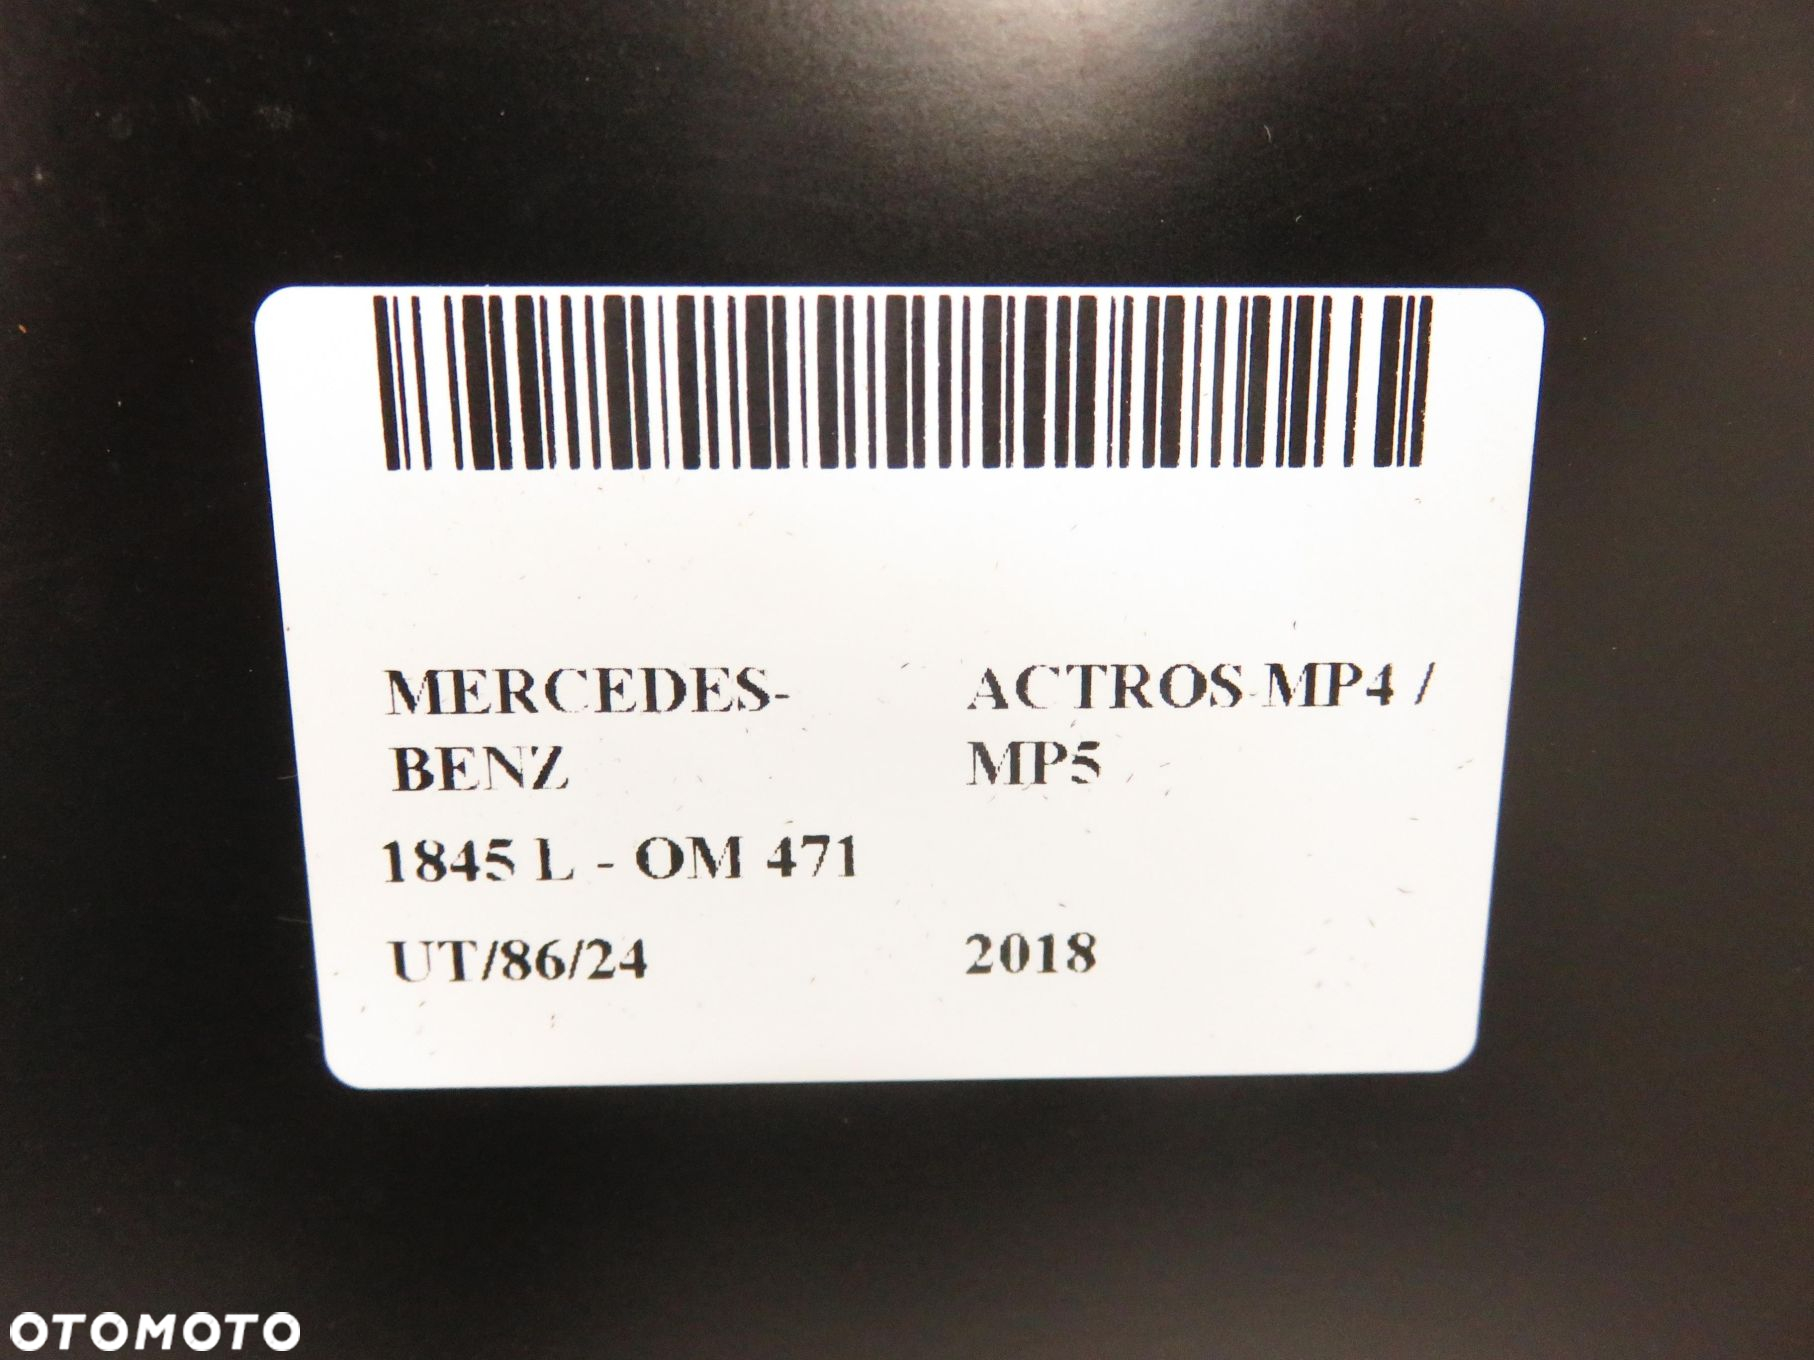 MERCEDES- ACTROS MP4 /
BENZ MP5
1845 L - OM 471
UT/86/24 2018
OTOMOTO